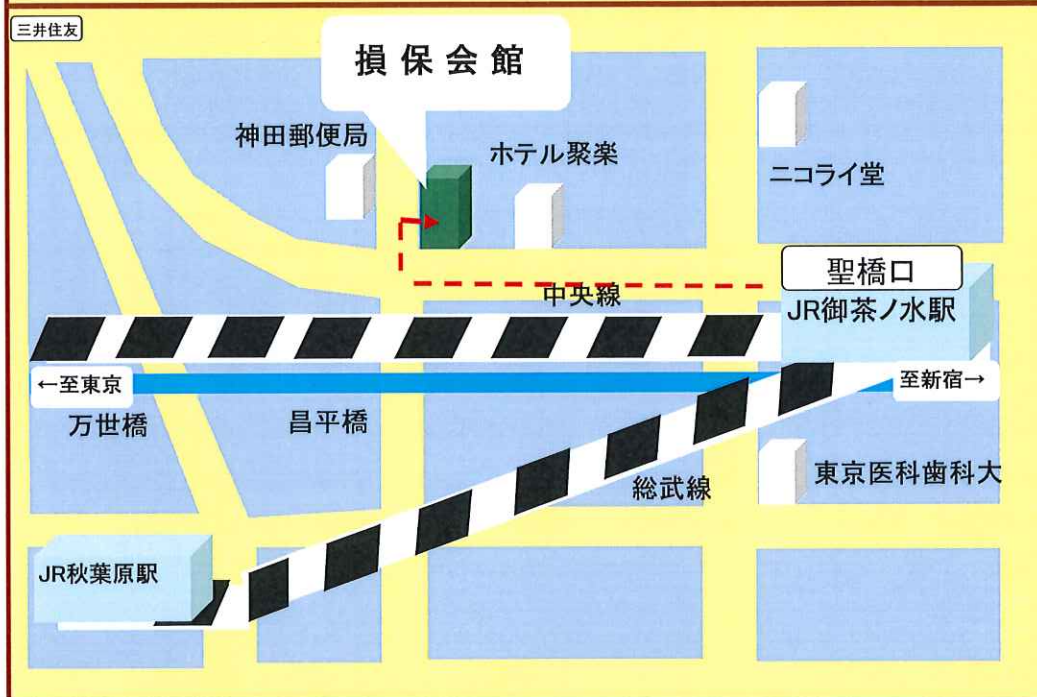 三井住友
損保会館
神田郵便局
ホテル聚楽
ニコライ堂
聖橋口
中央線
JR御茶ノ水駅
←至東京
至新宿→
万世橋
昌平橋
総武線
東京医科歯科大
JR秋葉原駅